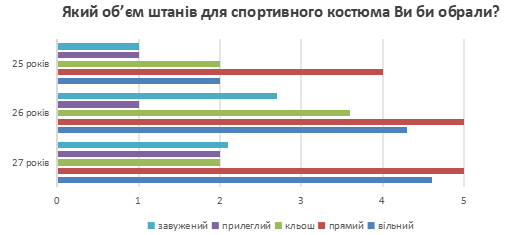 Який об’єм штанів для спортивного костюма Ви би обрали?
25 років
26 років
27 років
0 1 2 3 4 5
завужений прилеглий кльош прямий вільний